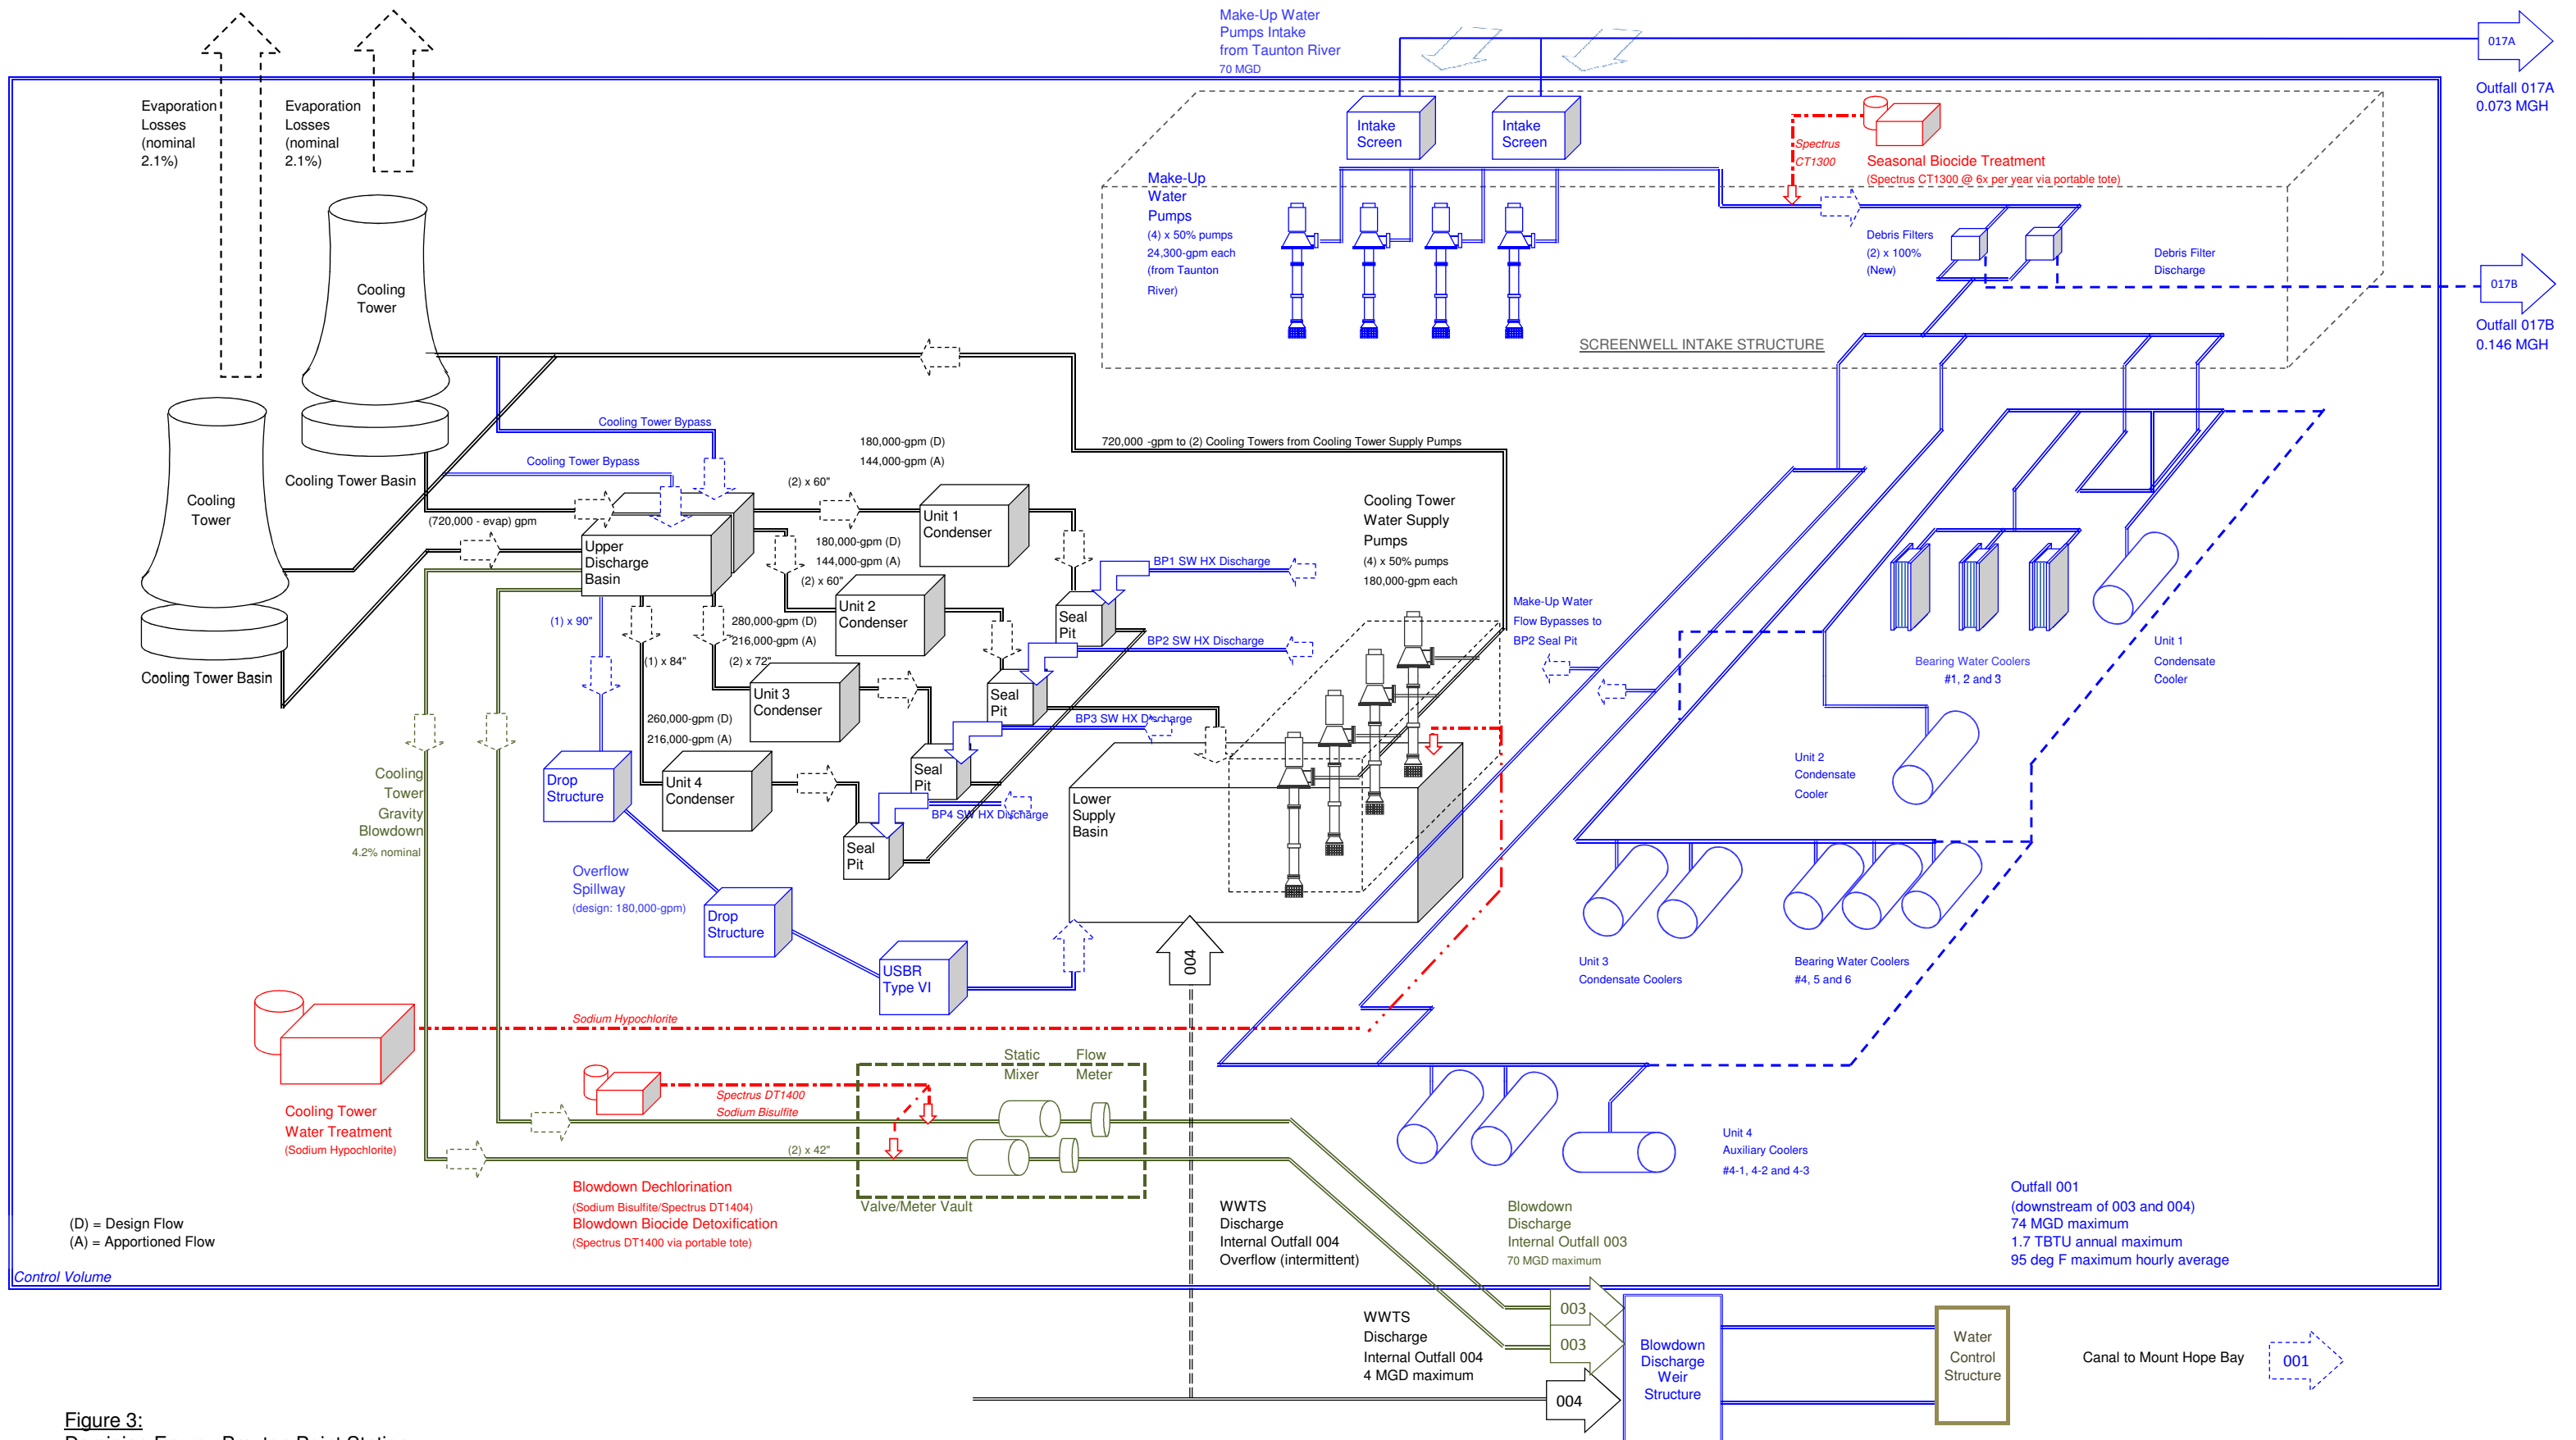 Make-Up Water
Pumps Intake
from Taunton River
70 MGD
017A
Outfall 017A
0.073 MGH
Evaporation
Losses
(nominal
2.1%)
Evaporation
Losses
(nominal
2.1%)
Intake
Screen
Intake
Screen
Spectrus
CT1300
Seasonal Biocide Treatment
(Spectrus CT1300 @ 6x per year via portable tote)
Make-Up
Water
Pumps
(4) x 50% pumps
24,300-gpm each
(from Taunton
River)
Debris Filters
(2) x 100%
(New)
Debris Filter
Discharge
017B
Outfall 017B
0.146 MGH
SCREENWELL INTAKE STRUCTURE
Cooling
Tower
Cooling Tower Basin
Cooling
Tower
Cooling Tower Basin
Cooling Tower Bypass
Cooling Tower Bypass
180,000-gpm (D)
144,000-gpm (A)
720,000 -gpm to (2) Cooling Towers from Cooling Tower Supply Pumps
(2) x 60"
(720,000 - evap) gpm
Upper
Discharge
Basin
Unit 1
Condenser
180,000-gpm (D)
144,000-gpm (A)
(2) x 60"
Unit 2
Condenser
Cooling Tower
Water Supply
Pumps
(4) x 50% pumps
180,000-gpm each
BP1 SW HX Discharge
Seal
Pit
BP2 SW HX Discharge
Seal
Pit
BP3 SW HX Discharge
Seal
Pit
BP4 SW HX Discharge
Seal
Pit
Make-Up Water
Flow Bypasses to
BP2 Seal Pit
(1) x 90"
280,000-gpm (D)
216,000-gpm (A)
(1) x 84"
(2) x 72"
Unit 3
Condenser
260,000-gpm (D)
216,000-gpm (A)
Unit 4
Condenser
Drop
Structure
Lower
Supply
Basin
Bearing Water Coolers
#1, 2 and 3
Unit 1
Condensate
Cooler
Unit 2
Condensate
Cooler
Cooling
Tower
Gravity
Blowdown
4.2% nominal
Overflow
Spillway
(design: 180,000-gpm)
Drop
Structure
USBR
Type VI
004
Unit 3
Condensate Coolers
Bearing Water Coolers
#4, 5 and 6
Sodium Hypochlorite
Cooling Tower
Water Treatment
(Sodium Hypochlorite)
Static
Mixer
Flow
Meter
Spectrus DT1400
Sodium Bisulfite
(2) x 42"
Valve/Meter Vault
Blowdown Dechlorination
(Sodium Bisulfite/Spectrus DT1404)
Blowdown Biocide Detoxification
(Spectrus DT1400 via portable tote)
Unit 4
Auxiliary Coolers
#4-1, 4-2 and 4-3
WWTS
Discharge
Internal Outfall 004
Overflow (intermittent)
Blowdown
Discharge
Internal Outfall 003
70 MGD maximum
Outfall 001
(downstream of 003 and 004)
74 MGD maximum
1.7 TBTU annual maximum
95 deg F maximum hourly average
(D) = Design Flow
(A) = Apportioned Flow
Control Volume
WWTS
Discharge
Internal Outfall 004
4 MGD maximum
003
003
004
Blowdown
Discharge
Weir
Structure
Water
Control
Structure
Canal to Mount Hope Bay
001
Figure 3: